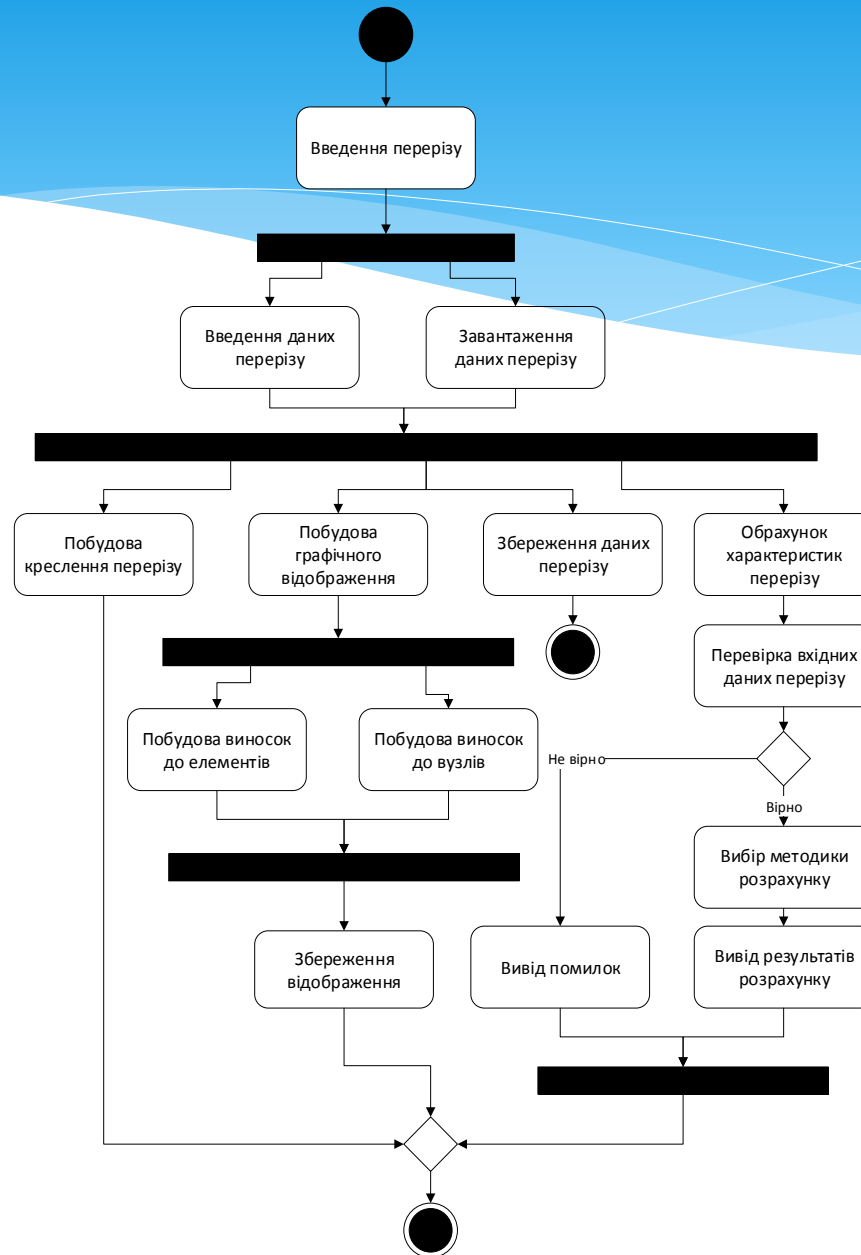 Введення перерізу
Введення даних
перерізу
Завантаження
даних перерізу
Побудова
креслення перерізу
Побудова
графічного
відображення
Збереження даних
перерізу
Обрахунок
характеристик
перерізу
Перевірка вхідних
даних перерізу
Побудова виносок
до елементів
Побудова виносок
до вузлів
Не вірно
Вірно
Вибір методики
розрахунку
Збереження
відображення
Вивід помилок
Вивід результатів
розрахунку